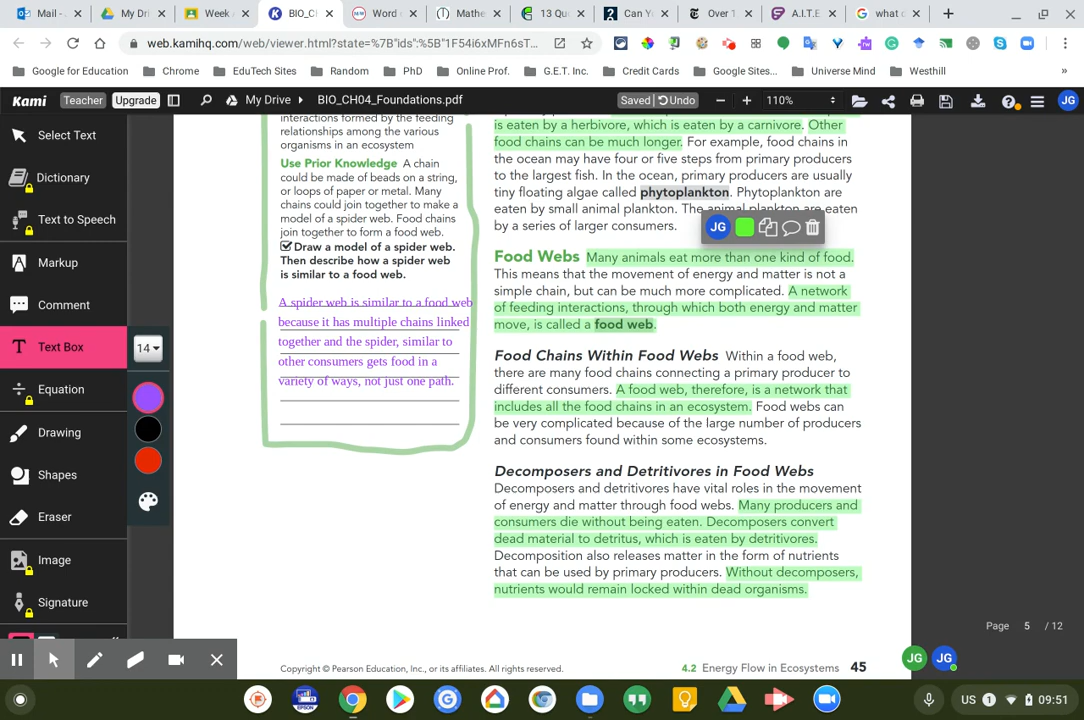 Mail -
My Dri
Week
BIO_CH
Word s
Mathe
13 Qu
Can Yo
Over T
A.I.T.E
what c
web.kamihq.com/web/viewer.html?state=%7B"ids":%5B"1F54i6xMFn6sT...
Google for Education
Chrome
EduTech Sites
Random
PhD
Online Prof.
G.E.T. Inc.
Credit Cards
Google Sites...
Universe Mind
Westhill
»
Kami
Teacher
Upgrade
My Drive
BIO_CH04_Foundations.pdf
Saved
Undo
110%
JG
Select Text
Dictionary
Text to Speech
Markup
Comment
Text Box
Equation
Drawing
Shapes
Eraser
Image
Signature
14
interactions formed by the feeding
relationships among the various
organisms in an ecosystem
Use Prior Knowledge A chain
could be made of beads on a string,
or loops of paper or metal. Many
chains could join together to make a
model of a spider web. Food chains
join together to form a food web.
Draw a model of a spider web.
Then describe how a spider web
is similar to a food web.
A spider web is similar to a food web
because it has multiple chains linked
together and the spider, similar to
other consumers gets food in a
variety of ways, not just one path.
is eaten by a herbivore, which is eaten by a carnivore. Other
food chains can be much longer. For example, food chains in
the ocean may have four or five steps from primary producers
to the largest fish. In the ocean, primary producers are usually
tiny floating algae called phytoplankton. Phytoplankton are
eaten by small animal plankton. The animal plankton are eaten
by a series of larger consumers.
JG
Food Webs Many animals eat more than one kind of food.
This means that the movement of energy and matter is not a
simple chain, but can be much more complicated. A network
of feeding interactions, through which both energy and matter
move, is called a food web.
Food Chains Within Food Webs Within a food web,
there are many food chains connecting a primary producer to
different consumers. A food web, therefore, is a network that
includes all the food chains in an ecosystem. Food webs can
be very complicated because of the large number of producers
and consumers found within some ecosystems.
Decomposers and Detritivores in Food Webs
Decomposers and detritivores have vital roles in the movement
of energy and matter through food webs. Many producers and
consumers die without being eaten. Decomposers convert
dead material to detritus, which is eaten by detritivores.
Decomposition also releases matter in the form of nutrients
that can be used by primary producers. Without decomposers,
nutrients would remain locked within dead organisms.
Page 5 / 12
JG
JG
Copyright © Pearson Education, Inc., or its affiliates. All rights reserved.
4.2 Energy Flow in Ecosystems 45
EPSON
US
1
09:51